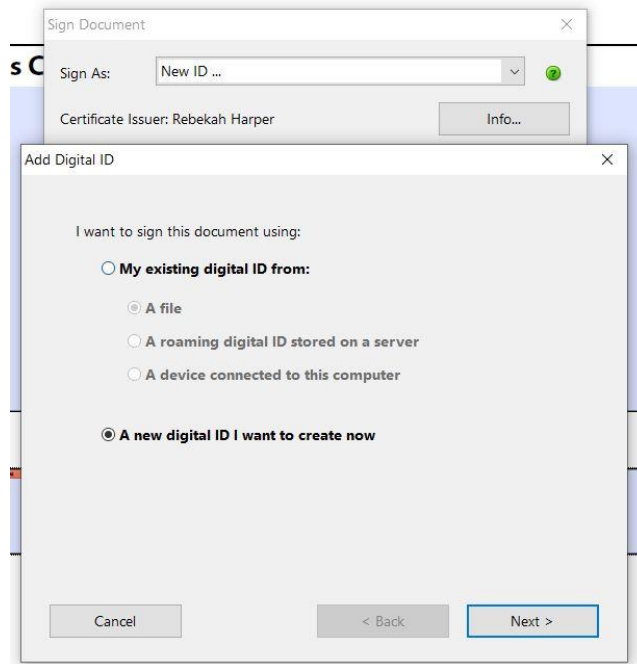 Sign Document
s C
Sign As:
New ID ...
?
Certificate Issuer: Rebekah Harper
Info...
Add Digital ID
I want to sign this document using:
My existing digital ID from:
A file
A roaming digital ID stored on a server
A device connected to this computer
A new digital ID I want to create now
Cancel
< Back
Next >